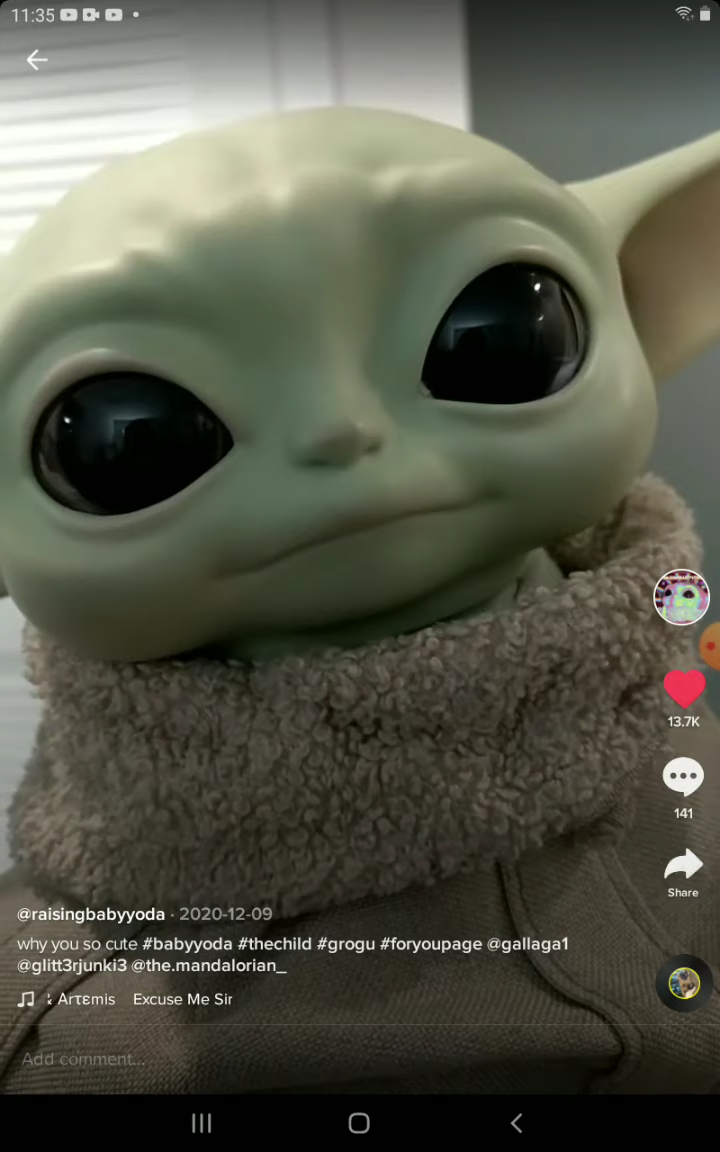 11:35
13.7K
141
Share
@raisingbabyyoda · 2020-12-09
why you so cute #babyyoda #thechild #grogu #foryoupage @gallaga1
@glitt3rjunki3 @the.mandalorian_
Artemis Excuse Me Sir
Add comment...